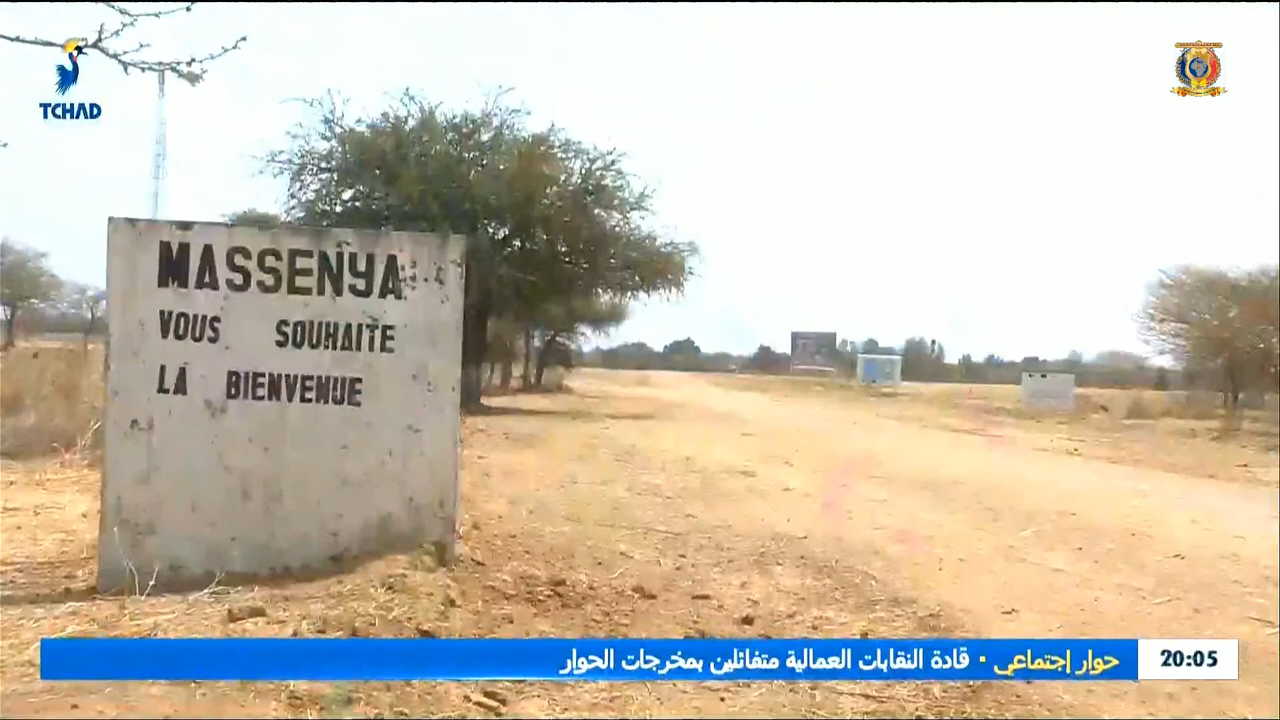 TCHAD
MASSENYA
VOUS SOUHAITE
LA BIENVENUE
حوار إجتماعي · قادة النقابات العمالية متفائلين بمخرجات الحوار
20:05